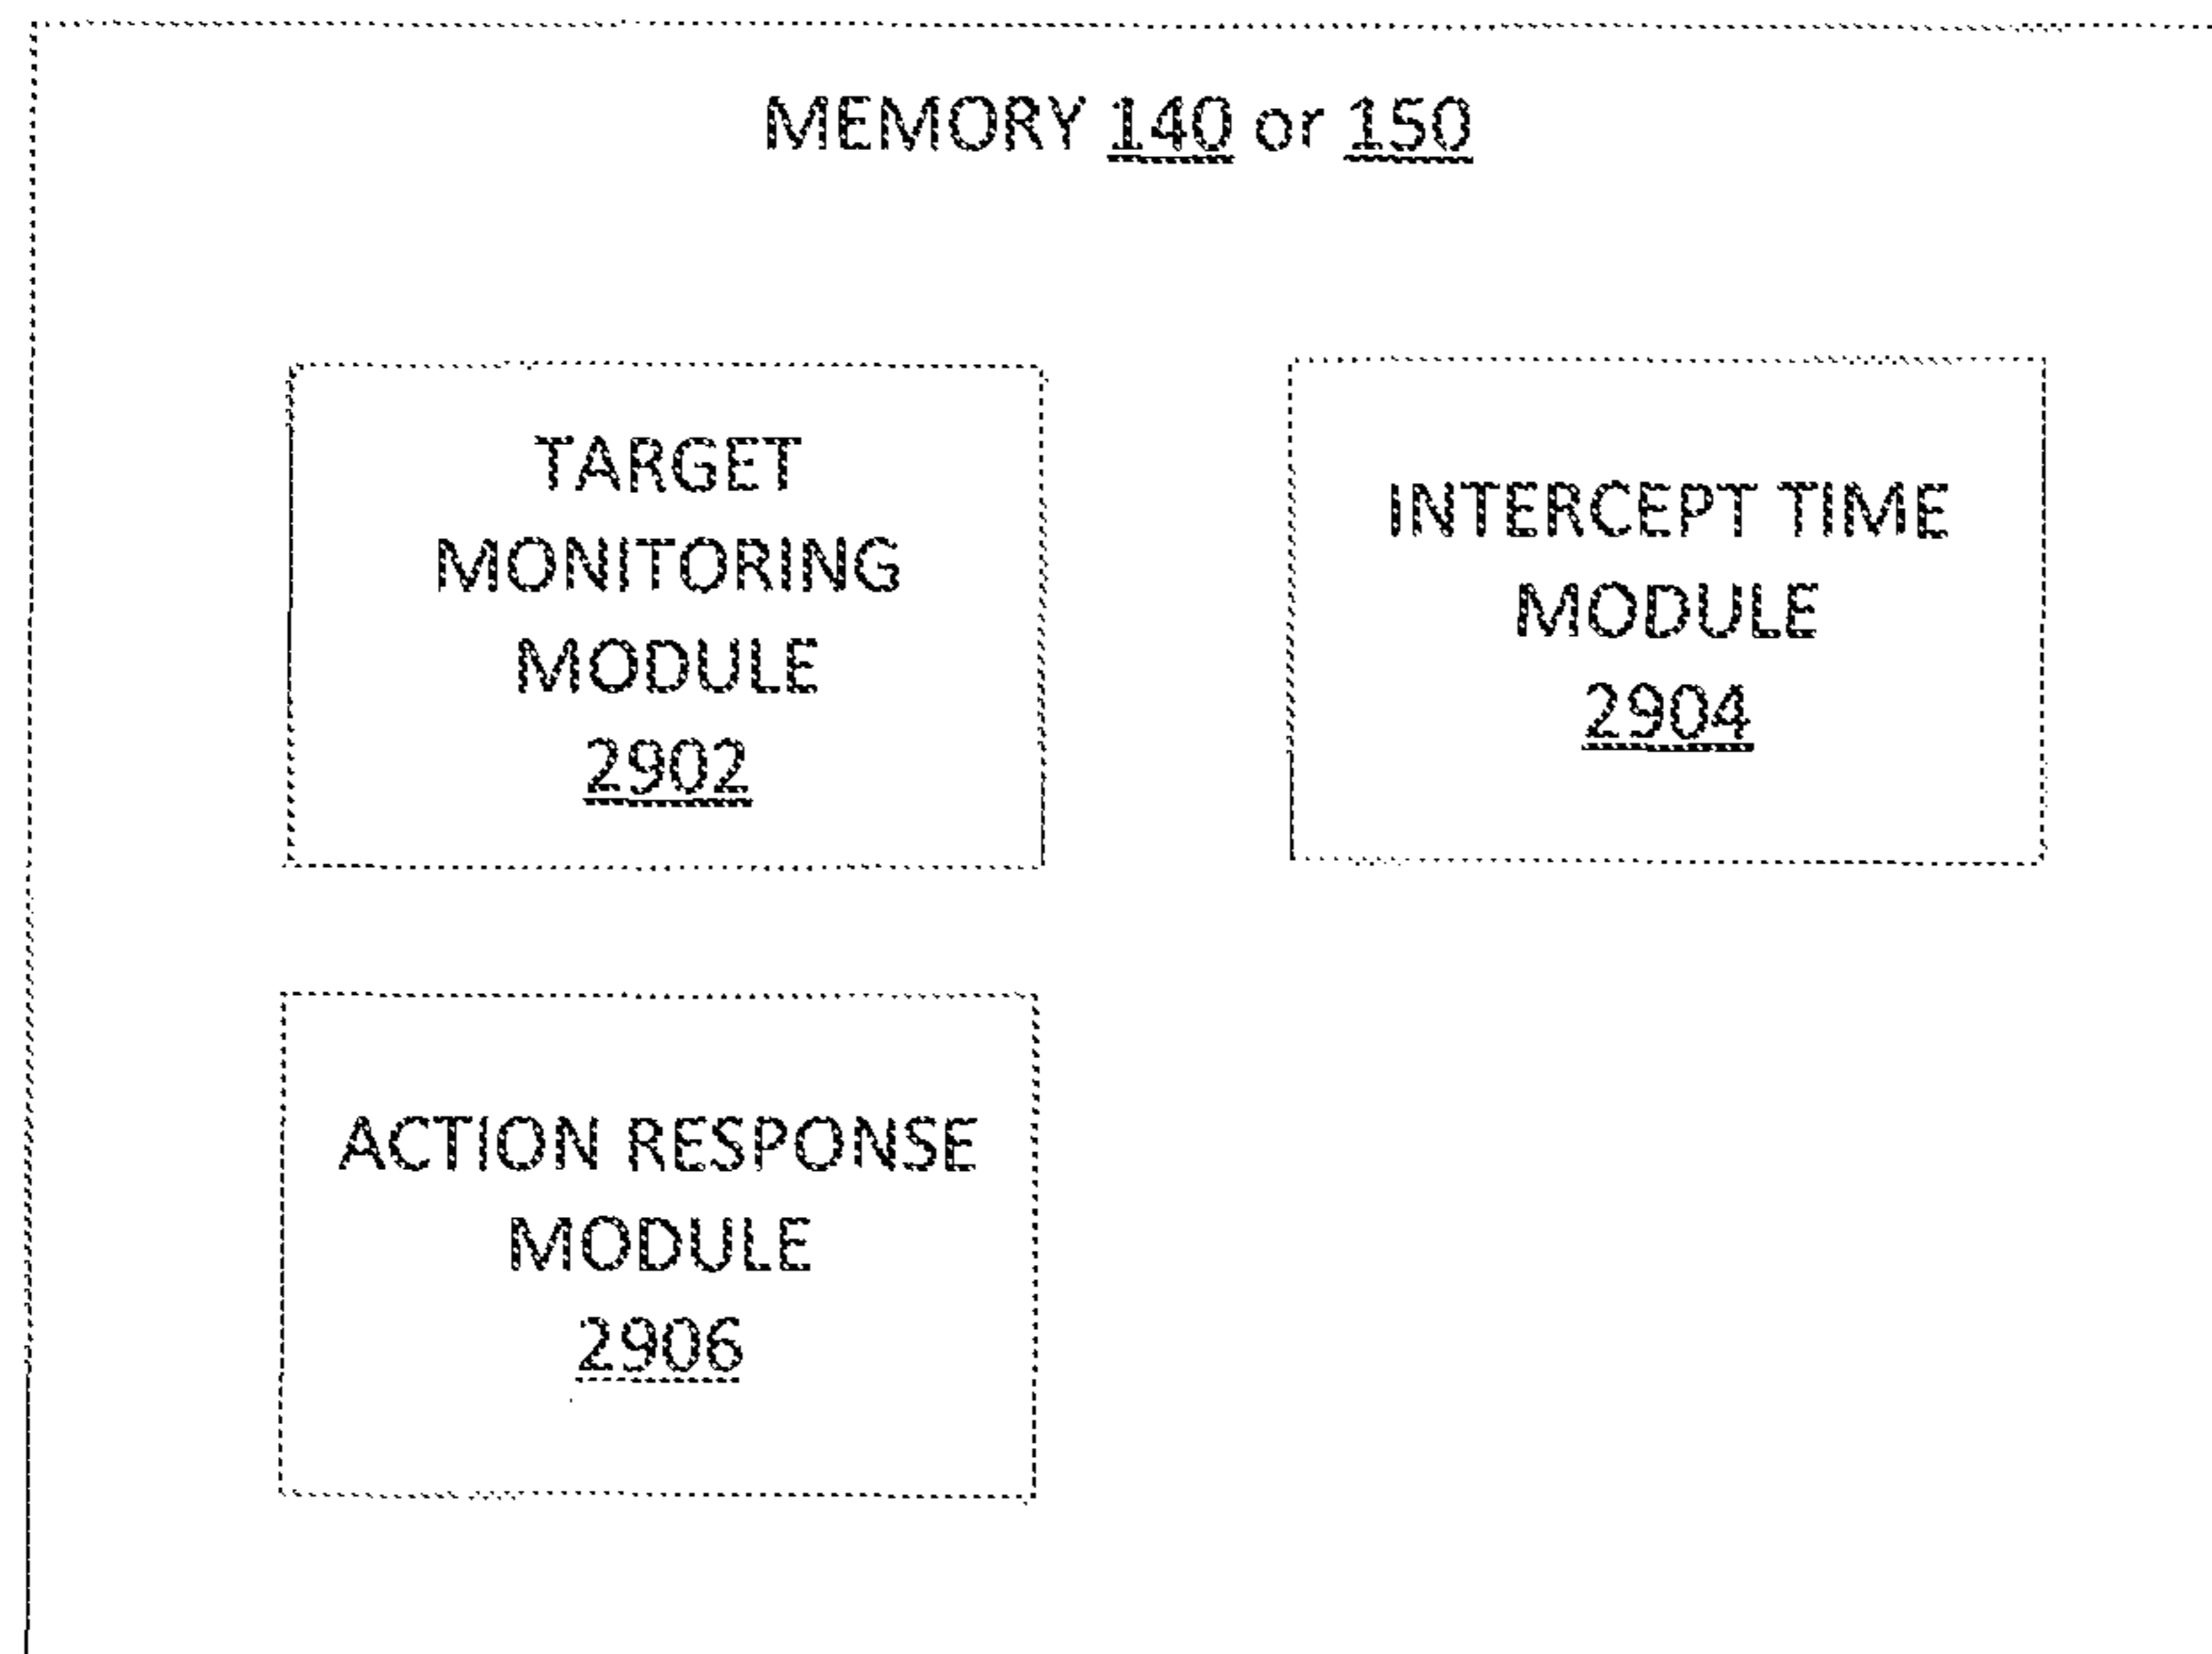 MEMORY 140 or 150
TARGET
MONITORING
MODULE
2902
INTERCEPT TIME
MODULE
2904
ACTION RESPONSE
MODULE
2906